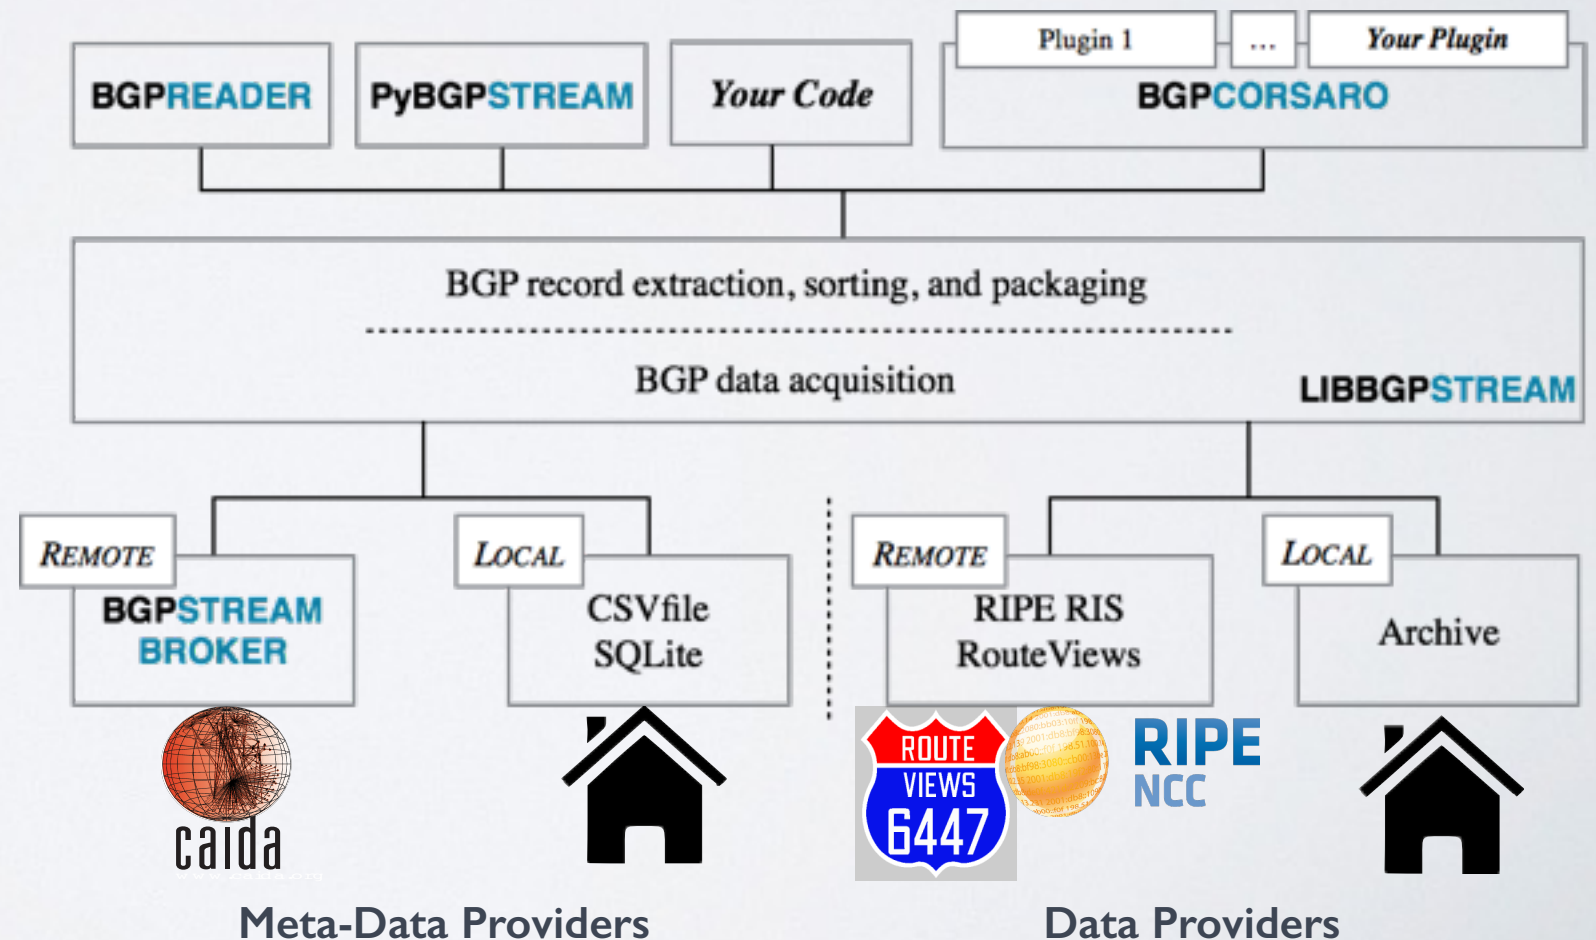 Plugin 1
...
Your Plugin
BGPREADER
PyBGPSTREAM
Your Code
BGPCORSARO
BGP record extraction, sorting, and packaging
BGP data acquisition
LIBBGPSTREAM
REMOTE
BGPSTREAM
BROKER
LOCAL
CSVfile
SQLite
REMOTE
RIPE RIS
RouteViews
LOCAL
Archive
caida
ROUTE
VIEWS
6447
RIPE
NCC
Meta-Data Providers
Data Providers